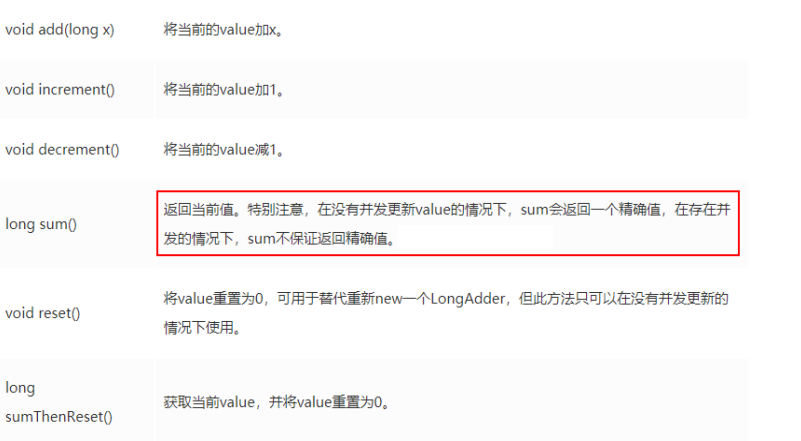 void add(long x) 将当前的value加x。
void increment() 将当前的value加1。
void decrement() 将当前的value减1。
long sum() 返回当前值。特别注意，在没有并发更新value的情况下，sum会返回一个精确值，在存在并
发的情况下，sum不保证返回精确值。
void reset() 将value重置为0，可用于替代重新new一个LongAdder，但此方法只可以在没有并发更新的
情况下使用。
long
sumThenReset() 获取当前value，并将value重置为0。